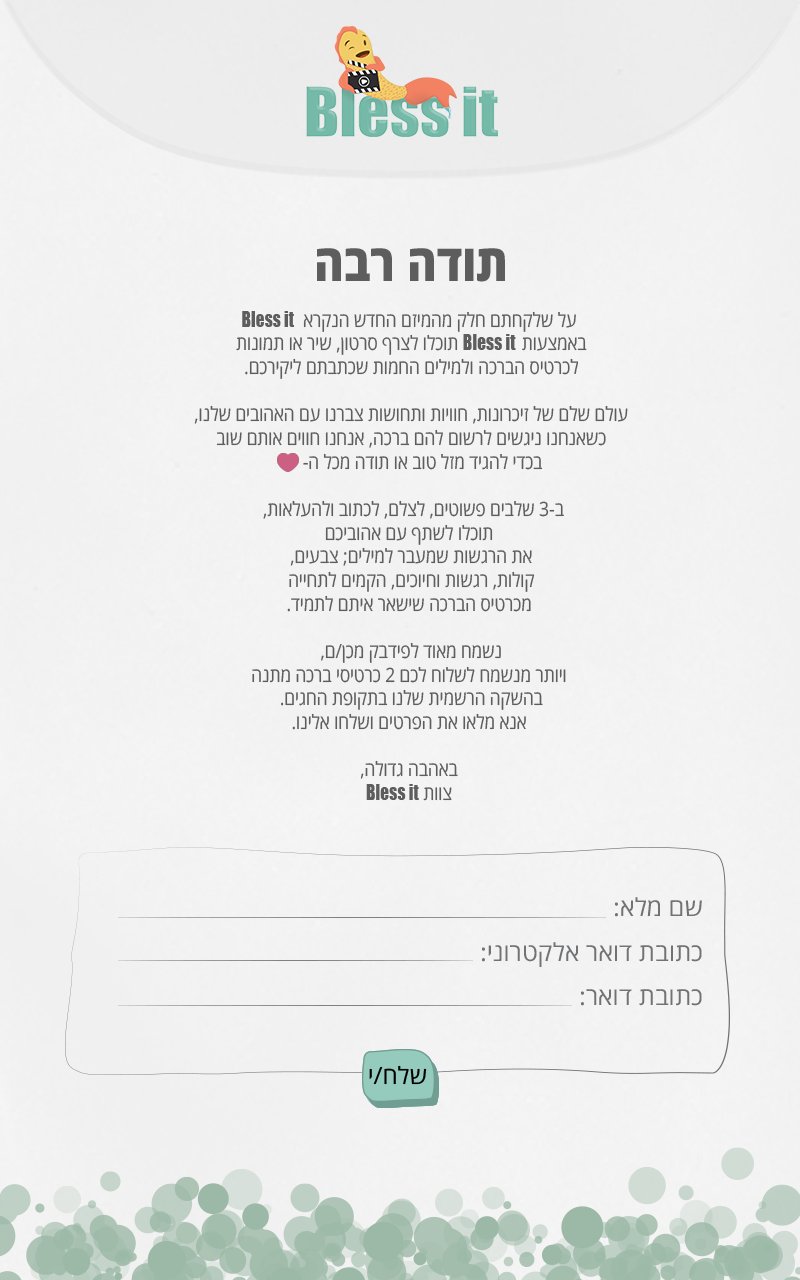 Bless it
תודה רבה
על שלקחתם חלק מהמיזם החדש הנקרא Bless it
באמצעות Bless it תוכלו לצרף סרטון, שיר או תמונות
לכרטיס הברכה ולמילים החמות שכתבתם ליקירכם.
עולם שלם של זיכרונות, חוויות ותחושות צברנו עם האהובים שלנו,
כשאנחנו ניגשים לרשום להם ברכה, אנחנו חווים אותם שוב
בכדי להגיד מזל טוב או תודה מכל ה-
ב-3 שלבים פשוטים, לצלם, לכתוב ולהעלאות,
תוכלו לשתף עם אהוביכם
את הרגשות שמעבר למילים; צבעים,
קולות, רגשות וחיוכים, הקמים לתחייה
מכרטיס הברכה שישאר איתם לתמיד.
נשמח מאוד לפידבק מכן/ם,
ויותר מנשמח לשלוח לכם 2 כרטיסי ברכה מתנה
בהשקה הרשמית שלנו בתקופת החגים.
אנא מלאו את הפרטים ושלחו אלינו.
באהבה גדולה,
צוות Bless it
שם מלא:
כתובת דואר אלקטרוני:
כתובת דואר:
שלח/י